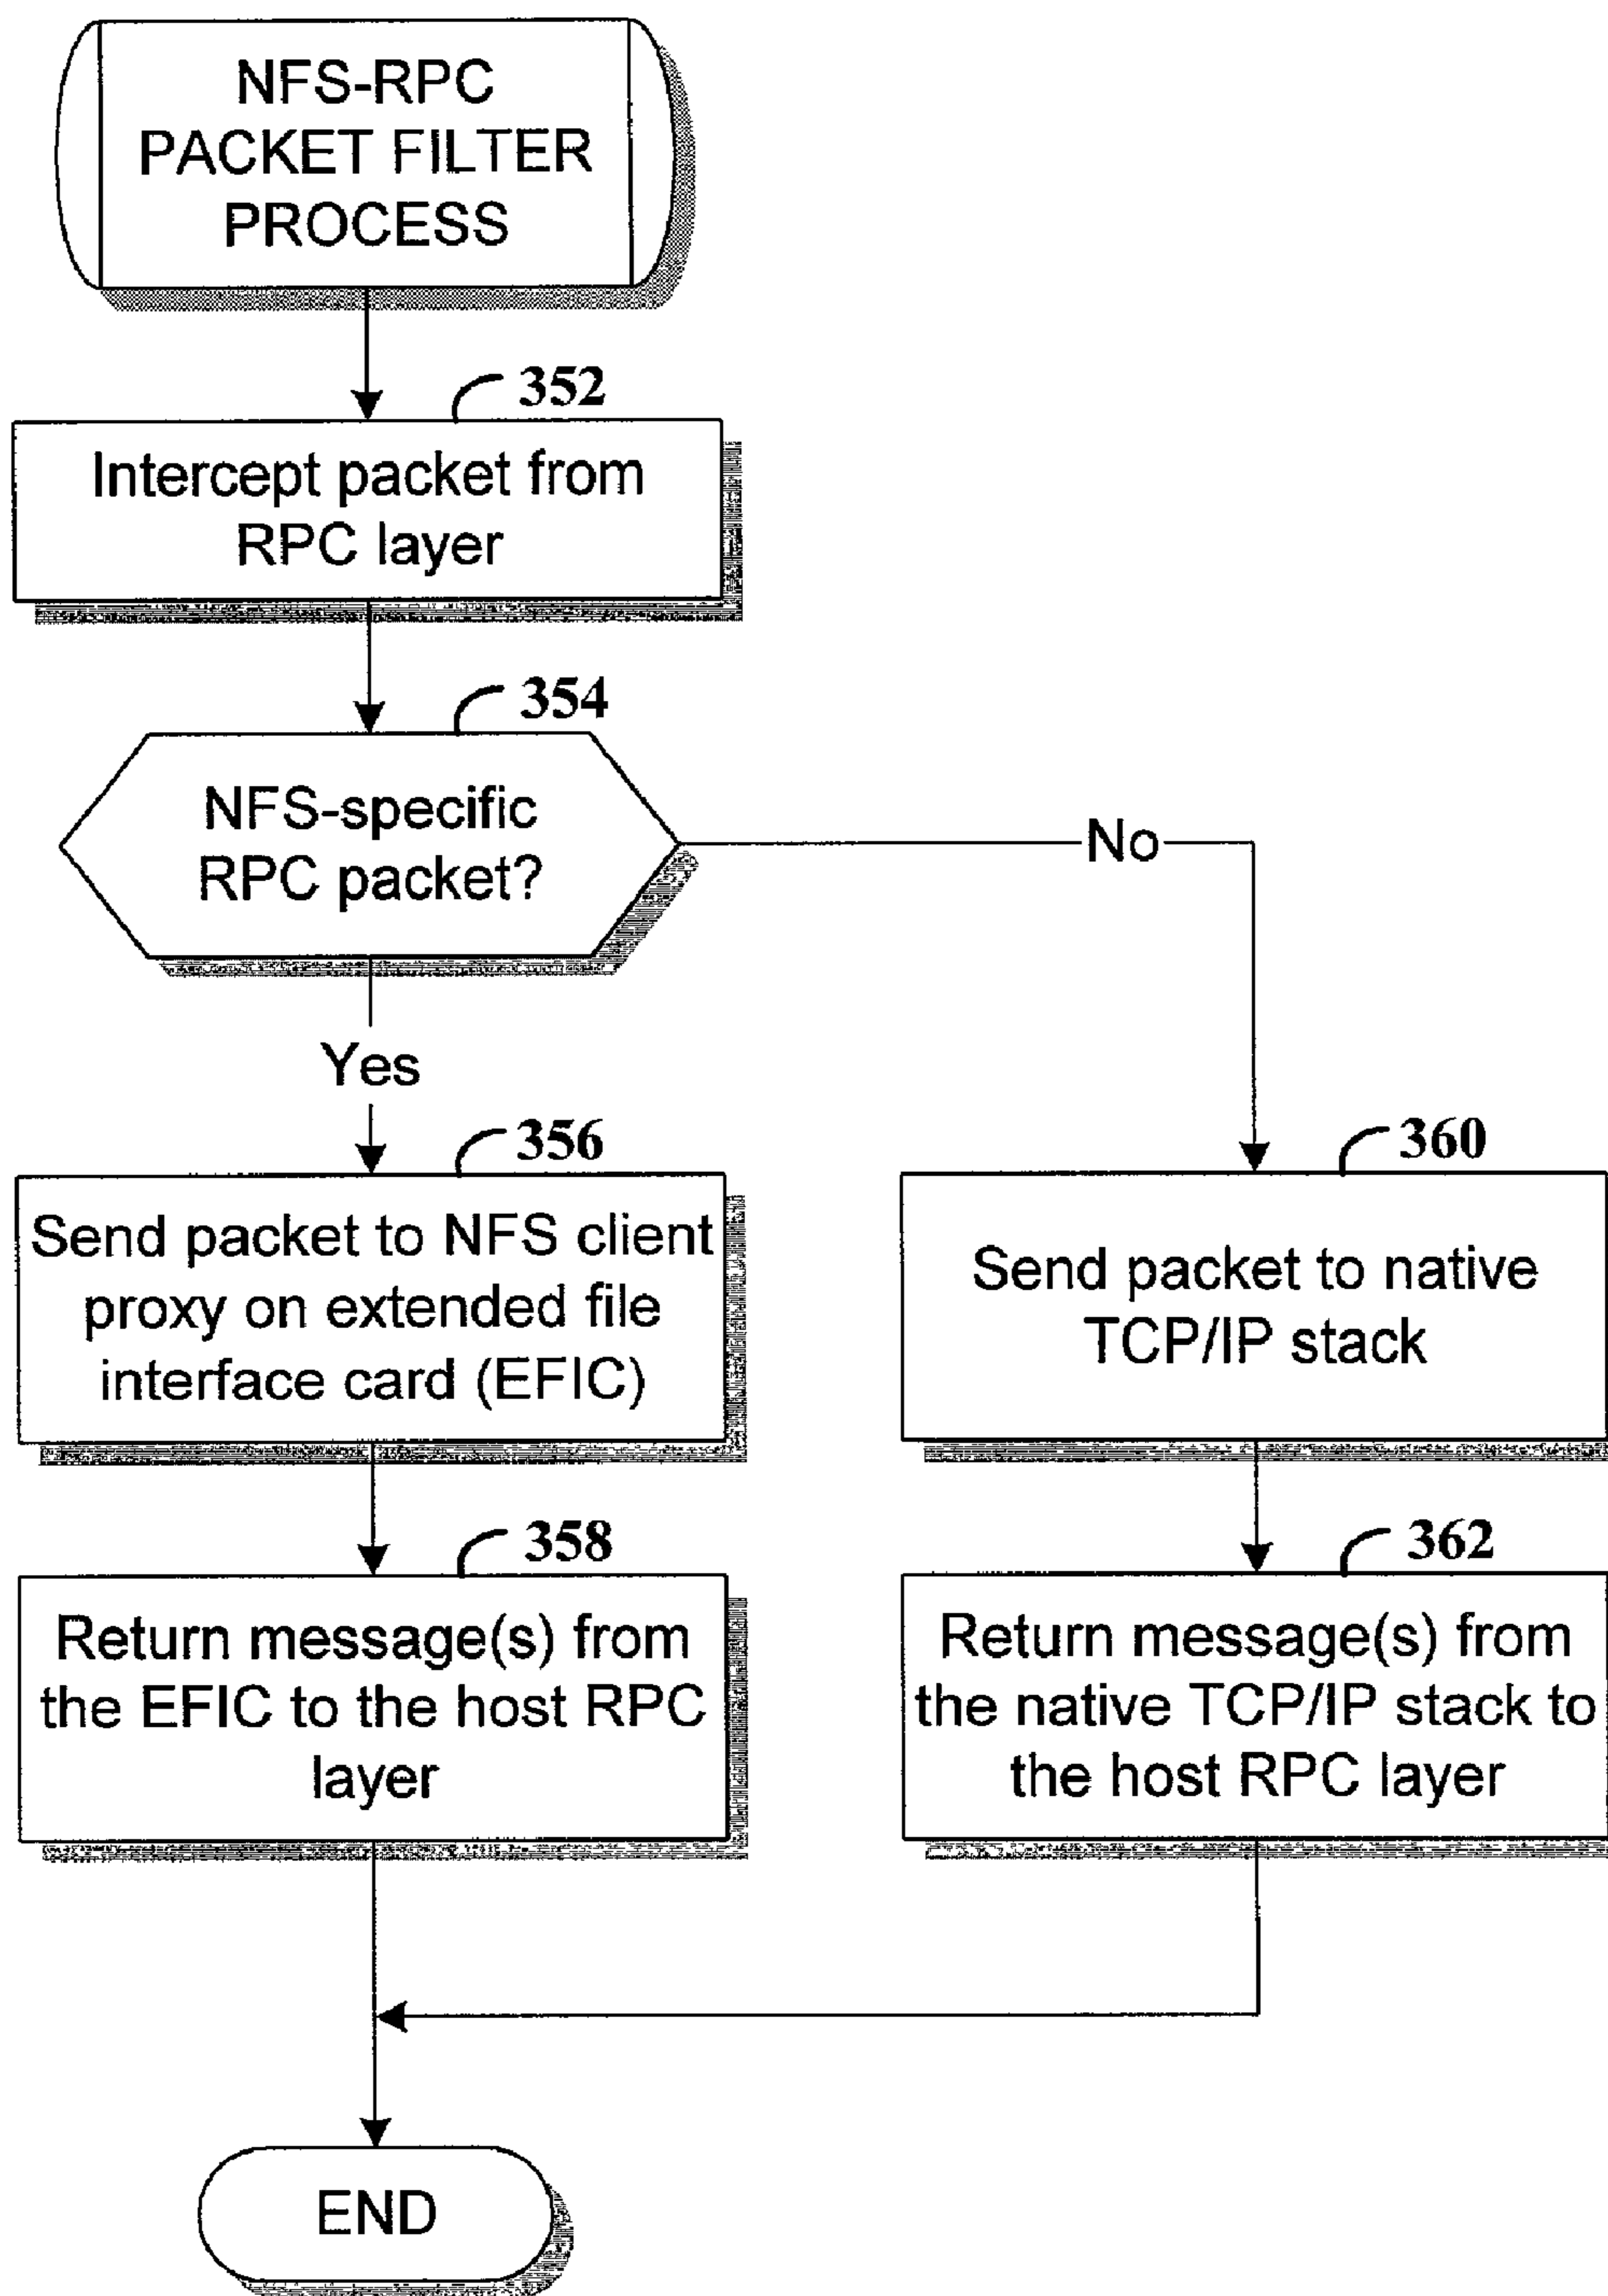 NFS-RPC
PACKET FILTER
PROCESS
352
Intercept packet from
RPC layer
354
NFS-specific
RPC packet?
No
Yes
356
Send packet to NFS client
proxy on extended file
interface card (EFIC)
360
Send packet to native
TCP/IP stack
358
Return message(s) from
the EFIC to the host RPC
layer
362
Return message(s) from
the native TCP/IP stack to
the host RPC layer
END